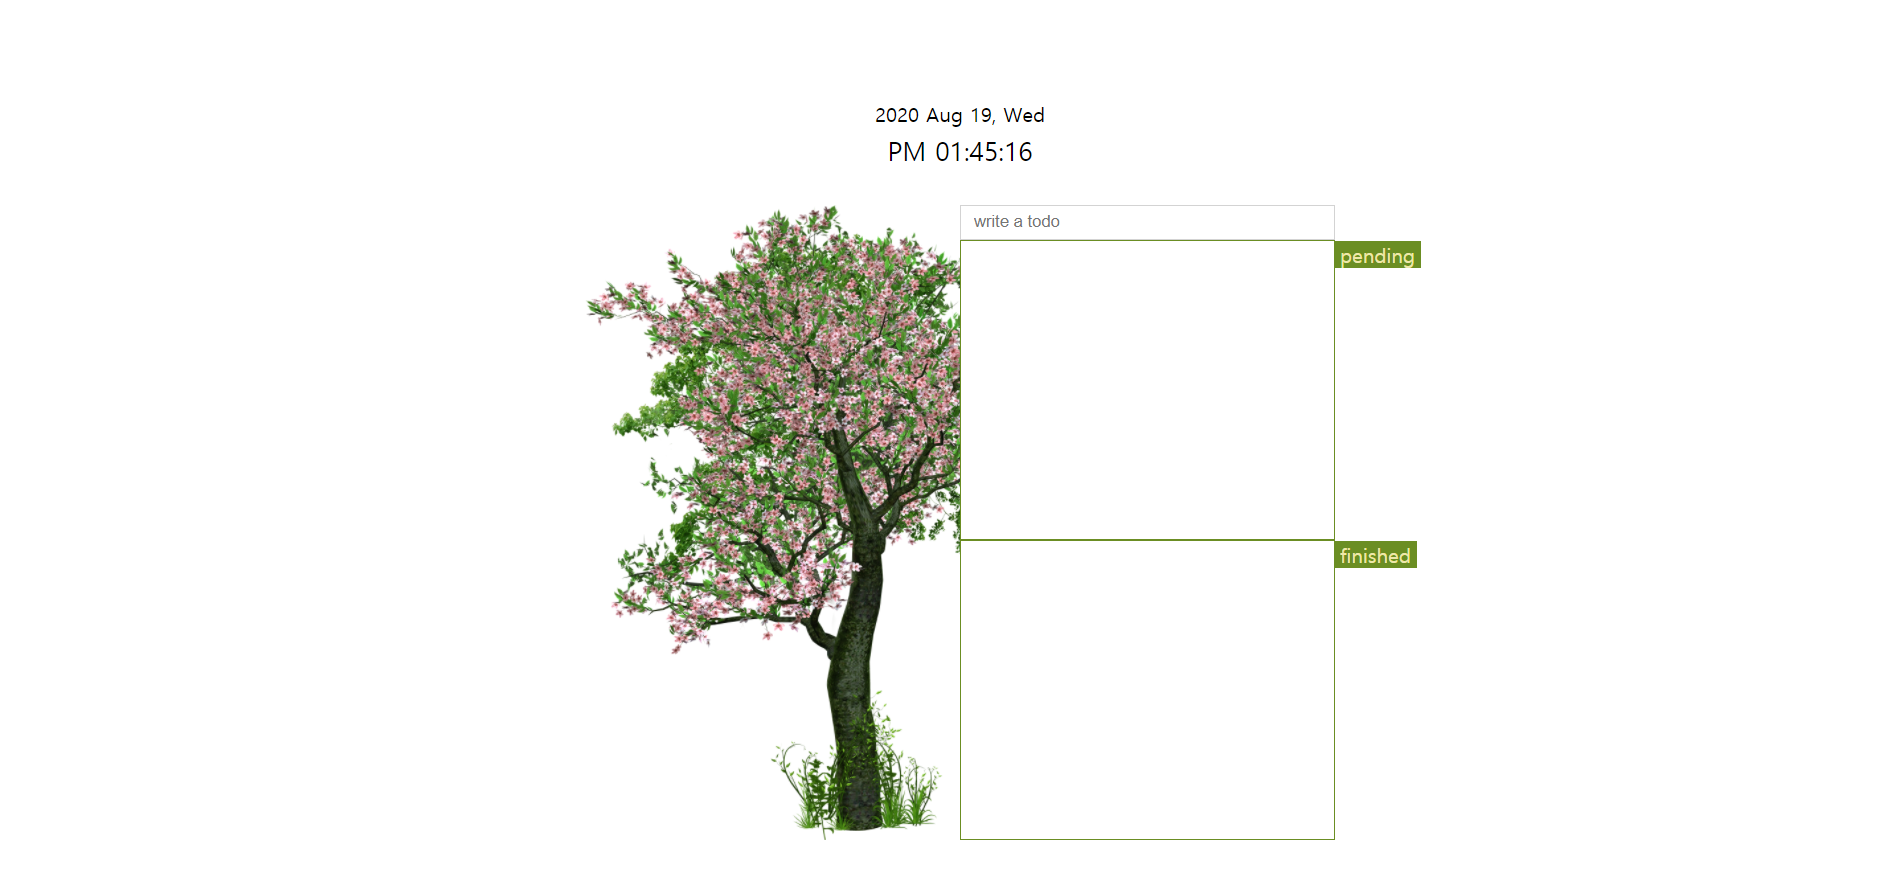 2020 Aug 19, Wed
PM 01:45:16
write a todo
pending
finished